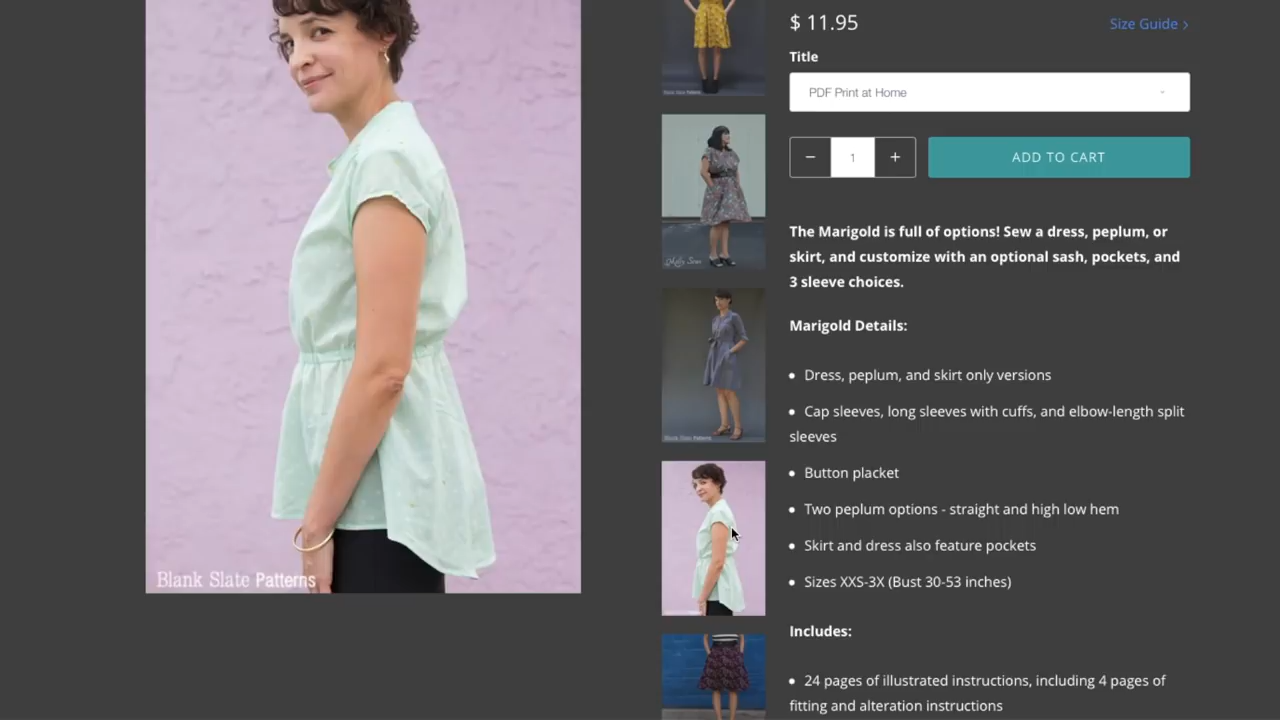 $ 11.95
Size Guide >
Title
PDF Print at Home
− 1 +
ADD TO CART
The Marigold is full of options! Sew a dress, peplum, or
skirt, and customize with an optional sash, pockets, and
3 sleeve choices.
Marigold Details:
• Dress, peplum, and skirt only versions
• Cap sleeves, long sleeves with cuffs, and elbow-length split
sleeves
• Button placket
• Two peplum options - straight and high low hem
• Skirt and dress also feature pockets
• Sizes XXS-3X (Bust 30-53 inches)
Includes:
• 24 pages of illustrated instructions, including 4 pages of
fitting and alteration instructions
Blank Slate Patterns
Blank Slate Patterns